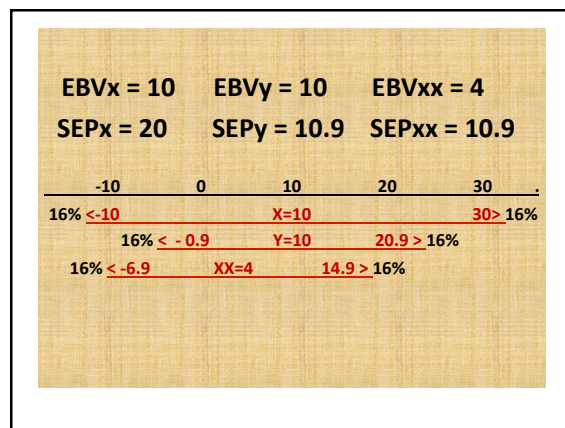 EBVx = 10 EBVy = 10 EBVxx = 4
SEPx = 20 SEPy = 10.9 SEPxx = 10.9
-10 0 10 20 30 .
16% <-10 X=10 30> 16%
16% < - 0.9 Y=10 20.9 > 16%
16% < -6.9 XX=4 14.9 > 16%